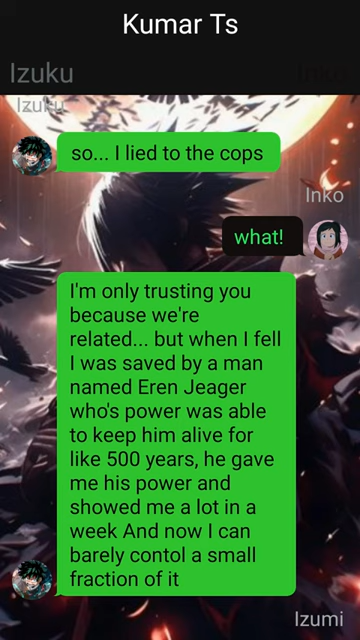 Kumar Ts
Izuku
Inko
Izuku
so... I lied to the cops
Inko
what!
I'm only trusting you
because we're
related... but when I fell
I was saved by a man
named Eren Jeager
who's power was able
to keep him alive for
like 500 years, he gave
me his power and
showed me a lot in a
week And now I can
barely contol a small
fraction of it
Izumi